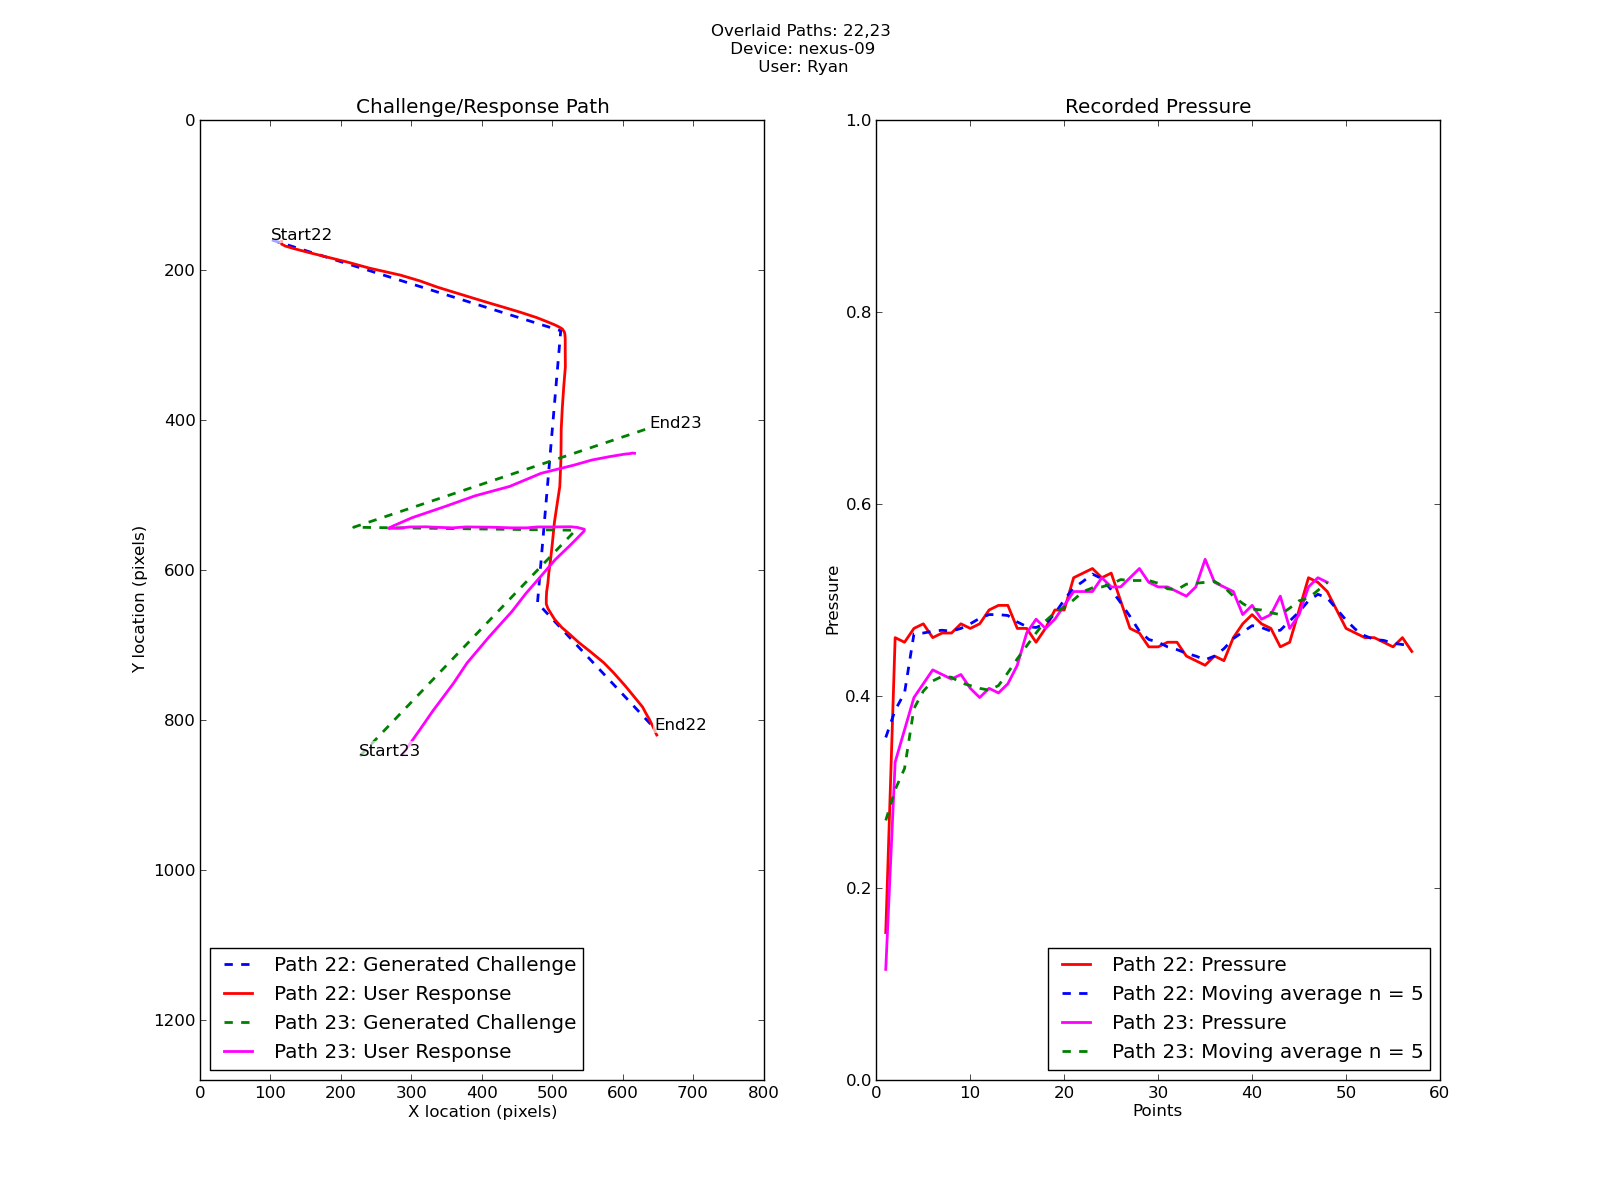 Overlaid Paths: 22,23
Device: nexus-09
User: Ryan
Challenge/Response Path
0
200
400
600
800
1000
1200
Y location (pixels)
Start22
End23
End22
Start23
Path 22: Generated Challenge
Path 22: User Response
Path 23: Generated Challenge
Path 23: User Response
0 100 200 300 400 500 600 700 800
X location (pixels)
Recorded Pressure
1.0
0.8
0.6
0.4
0.2
0.0
Pressure
Path 22: Pressure
Path 22: Moving average n = 5
Path 23: Pressure
Path 23: Moving average n = 5
0 10 20 30 40 50 60
Points